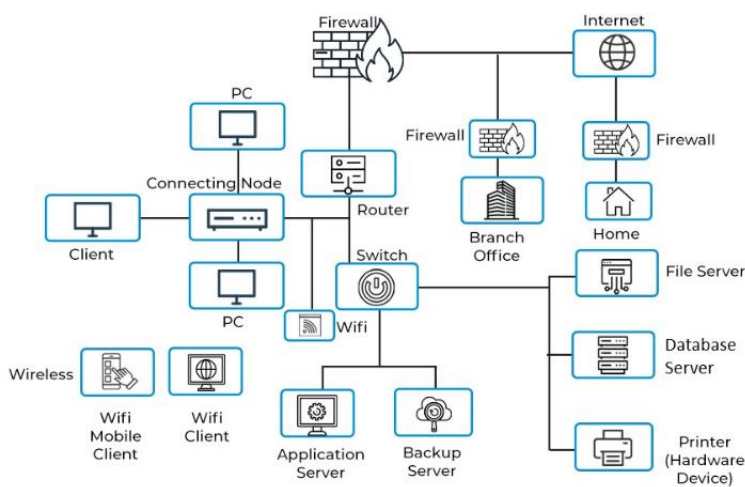 Firewall
Internet
PC
Firewall
Firewall
Connecting Node
Router
Client
Branch
Office
Home
Switch
File Server
PC
Wifi
Database
Server
Wireless
Wifi
Mobile
Client
Wifi
Client
Application
Server
Backup
Server
Printer
(Hardware
Device)